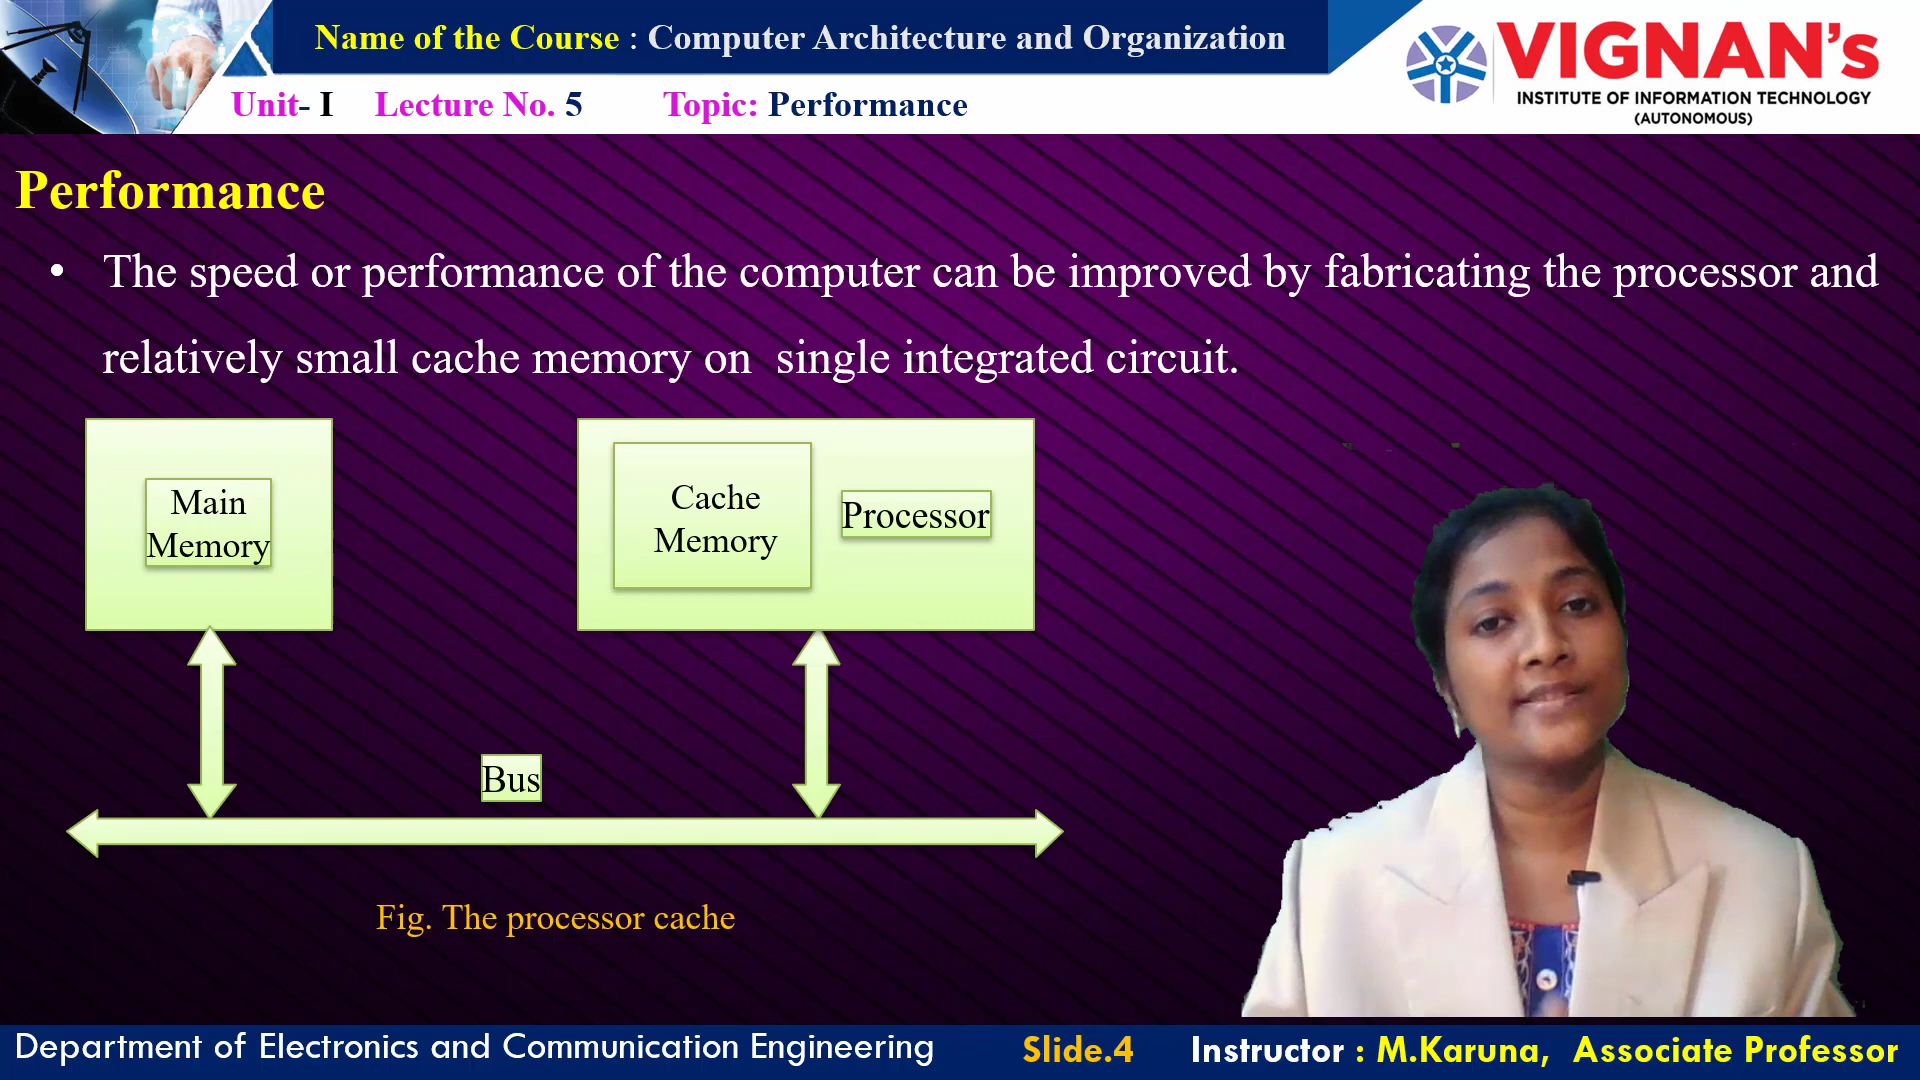 Name of the Course : Computer Architecture and Organization
VIGNAN's
INSTITUTE OF INFORMATION TECHNOLOGY
(AUTONOMOUS)
Unit- I Lecture No. 5 Topic: Performance
Performance
• The speed or performance of the computer can be improved by fabricating the processor and
relatively small cache memory on single integrated circuit.
Main
Memory
Cache
Memory
Processor
Bus
Fig. The processor cache
Department of Electronics and Communication Engineering Slide.4 Instructor : M.Karuna, Associate Professor